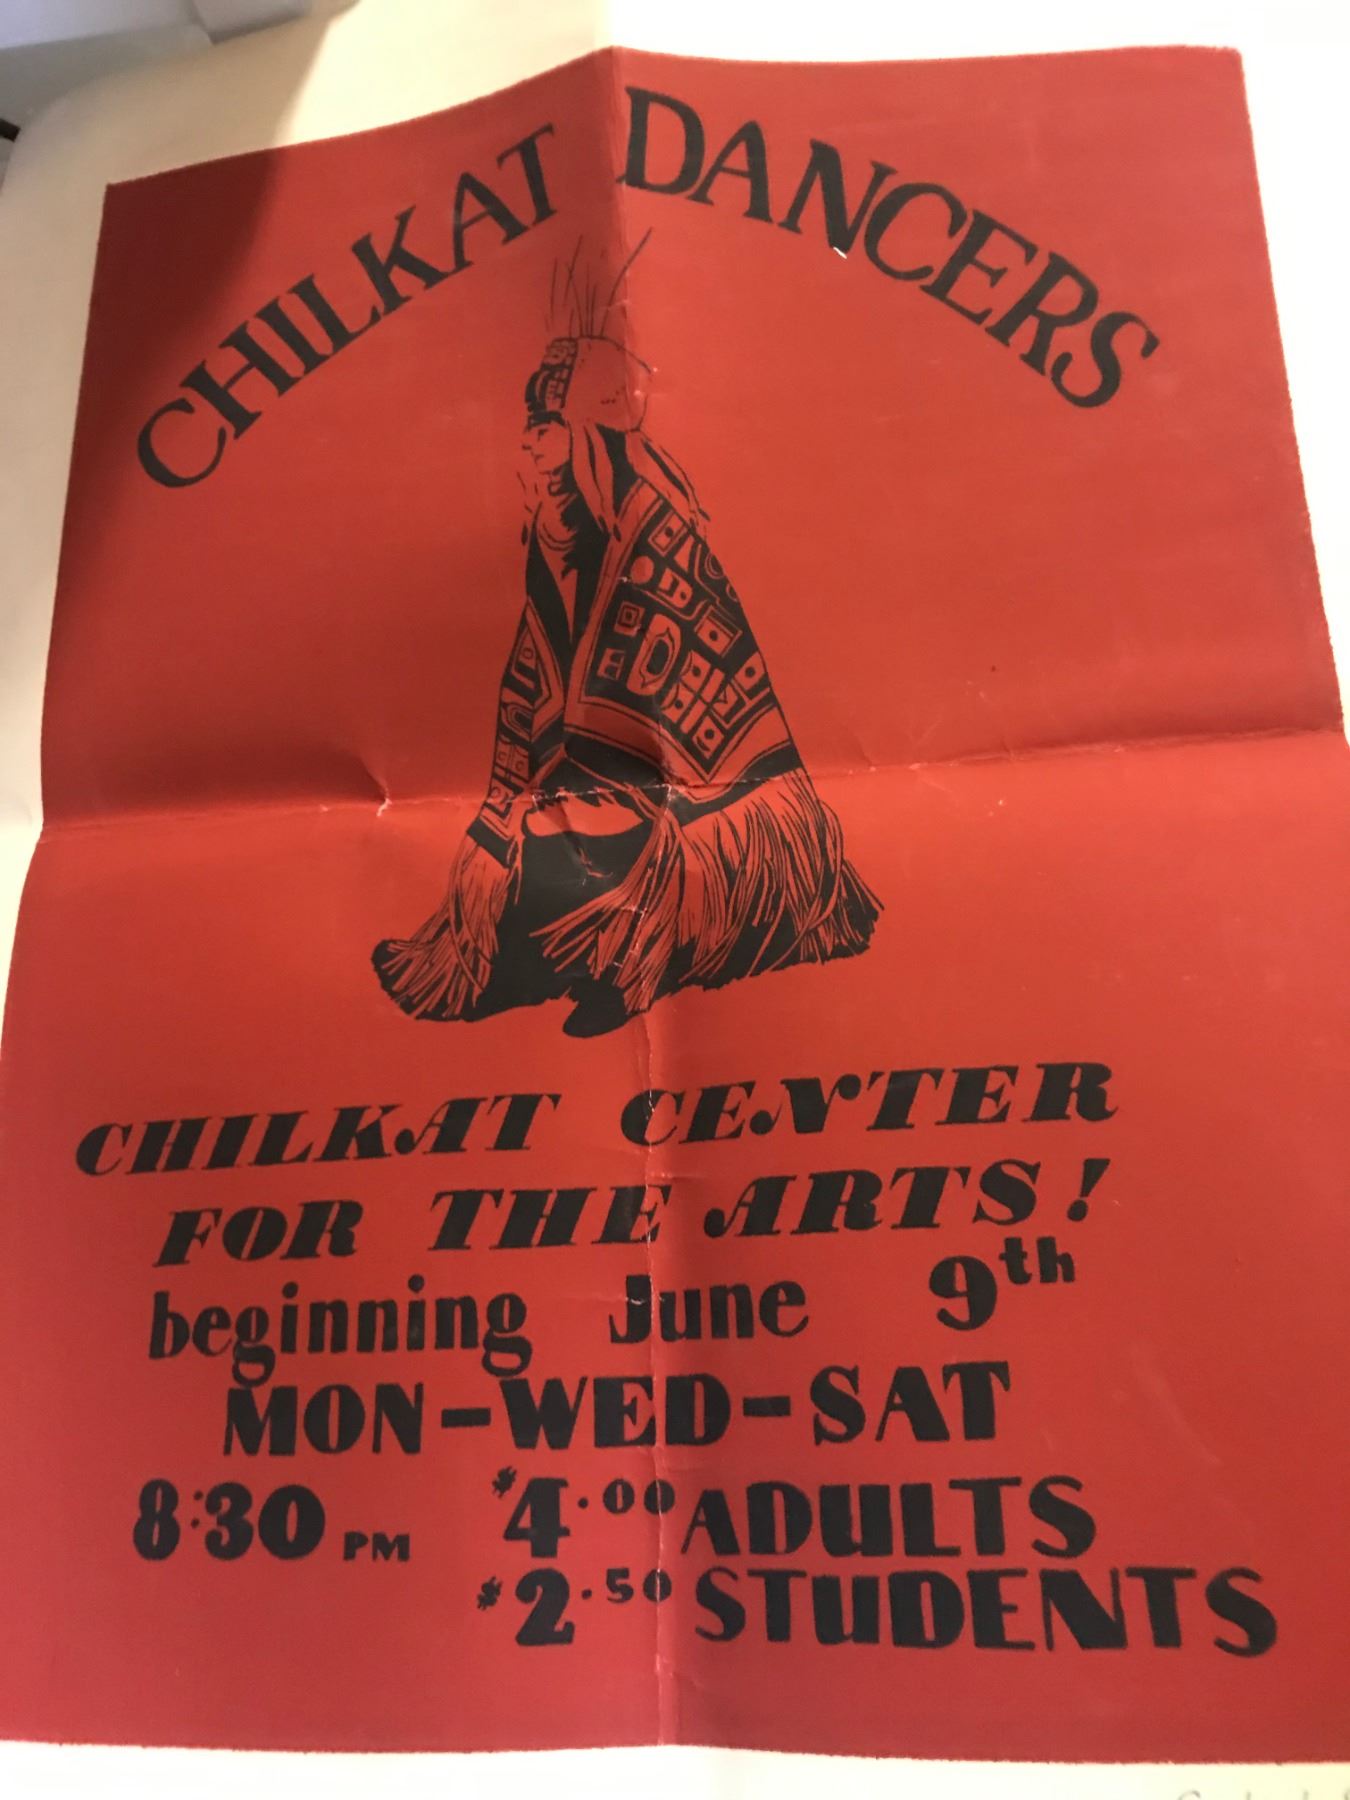 CHILKAT DANCERS
CHILKAT CENTER
FOR THE ARTS!
beginning June 9th
MON-WED-SAT
8:30 PM $4.00 ADULTS
$2.50 STUDENTS